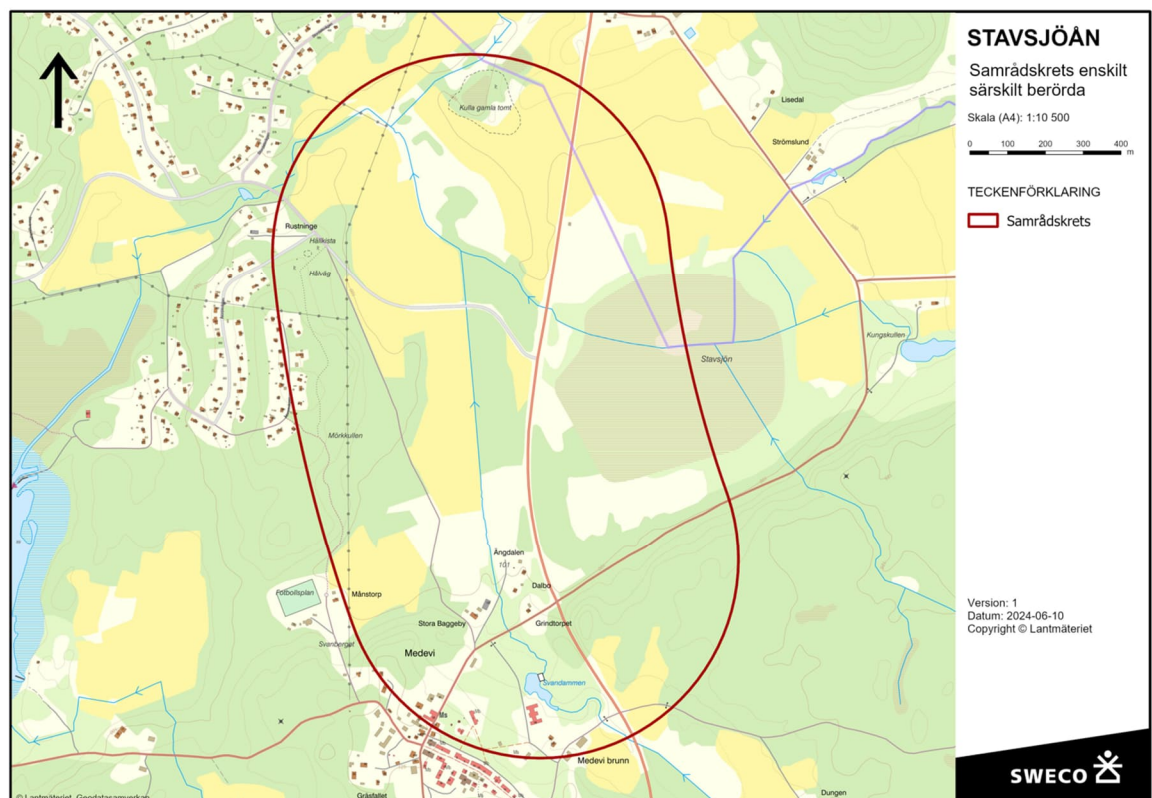 STAVSJÖÅN
Samrådskrets enskilt
särskilt berörda
Skala (A4): 1:10 500
0 100 200 300 400
m
TECKENFÖRKLARING
Samrådskrets
Kulla gamla tomt
Lisedal
Strömslund
Rustninge
Hällkista
Hålväg
Kungskullen
Stavsjön
Mörkkullen
Ängdalen
101
Dalbo
Fotbollsplan
Månstorp
Stora Baggeby
Grindtorpet
Svanberget
Medevi
Svandammen
Ms
Medevi brunn
Gräsfallet
Dungen
© Lantmäteriet, Geodatasamverkan
Version: 1
Datum: 2024-06-10
Copyright © Lantmäteriet
SWECO